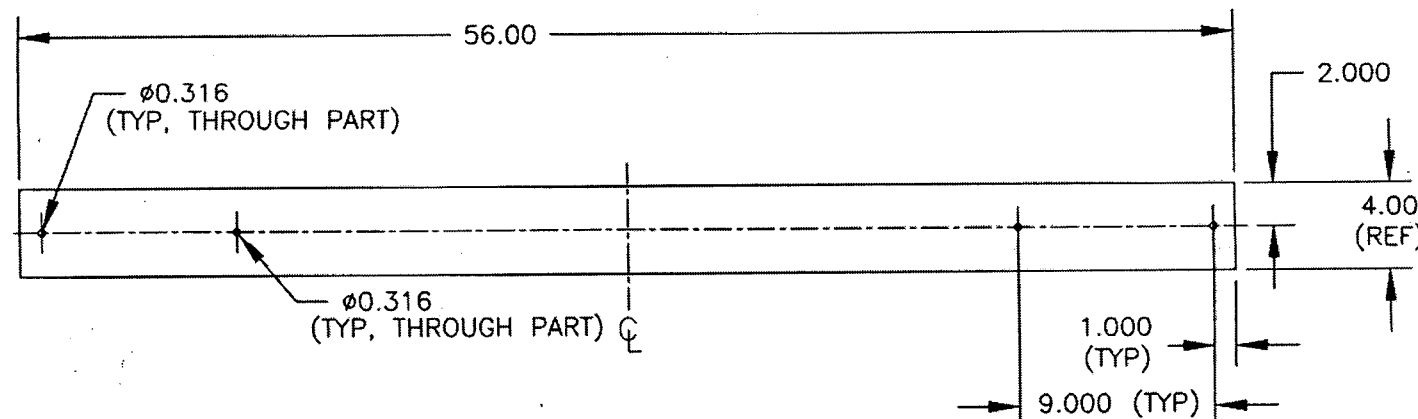 56.00
ø0.316
(TYP, THROUGH PART)
2.000
4.00
(REF)
ø0.316
(TYP, THROUGH PART) ℄
1.000
(TYP)
9.000 (TYP)